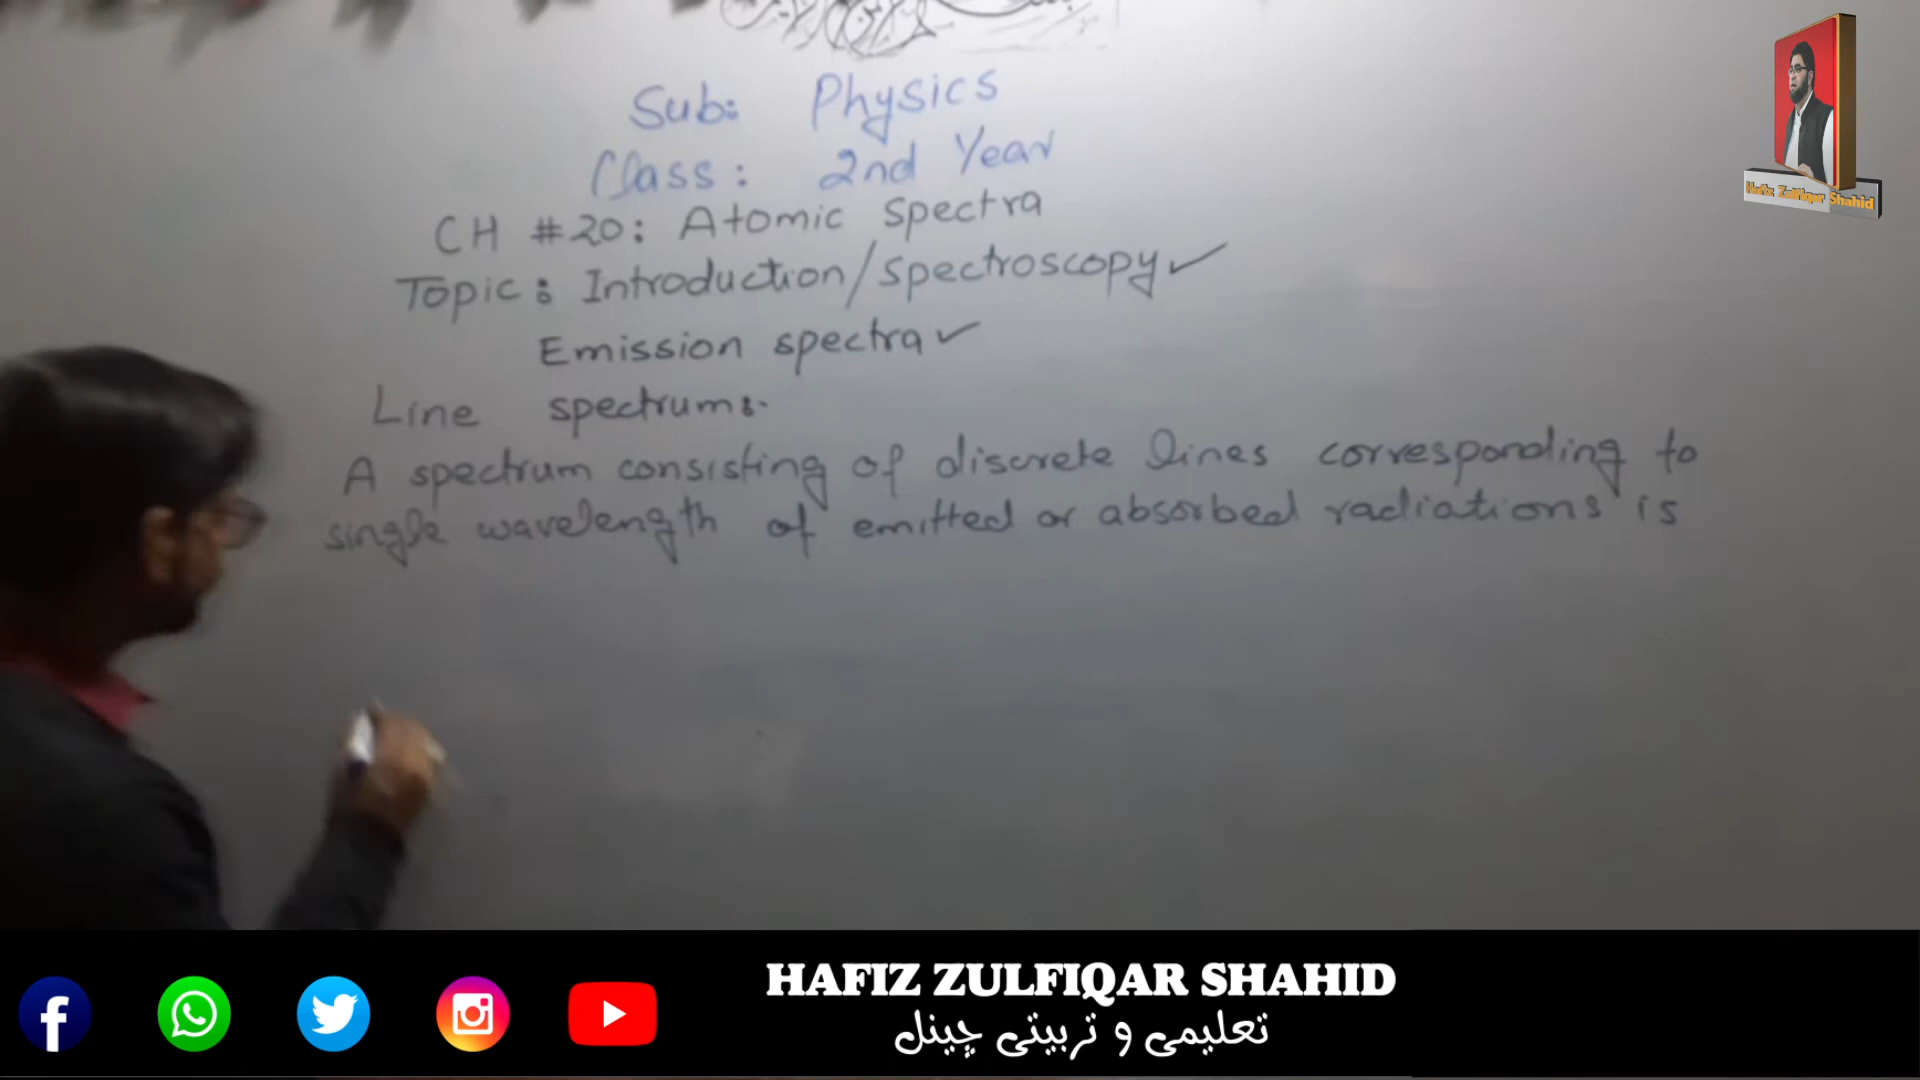 Sub: Physics
Class: 2nd Year
CH #20: Atomic Spectra
Topic: Introduction/spectroscopy✓
Emission spectra✓
Line spectrum:-
A spectrum consisting of discrete lines corresponding to
single wavelength of emitted or absorbed radiations is
Hafiz Zulfiqar Shahid
HAFIZ ZULFIQAR SHAHID
تعلیمی و تربیتی چینل